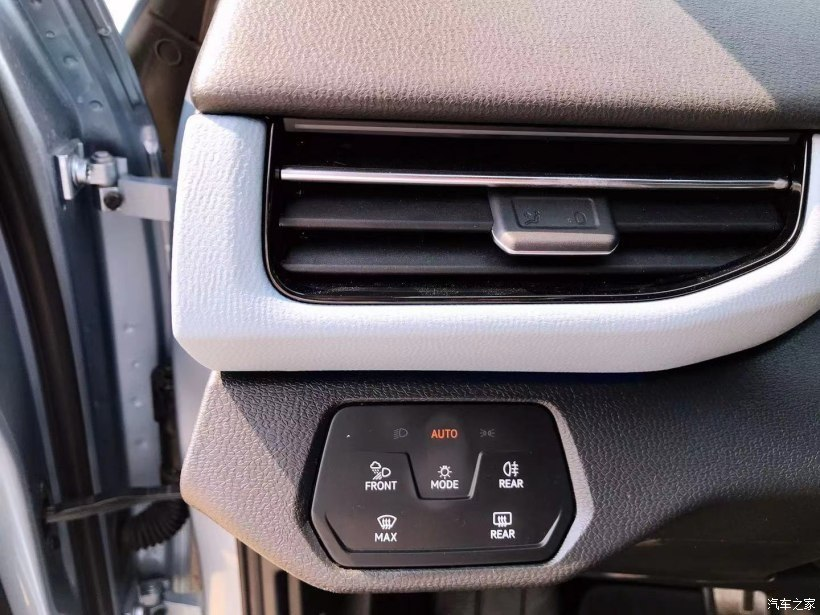 AUTO
FRONT
MODE
REAR
MAX
REAR
汽车之家